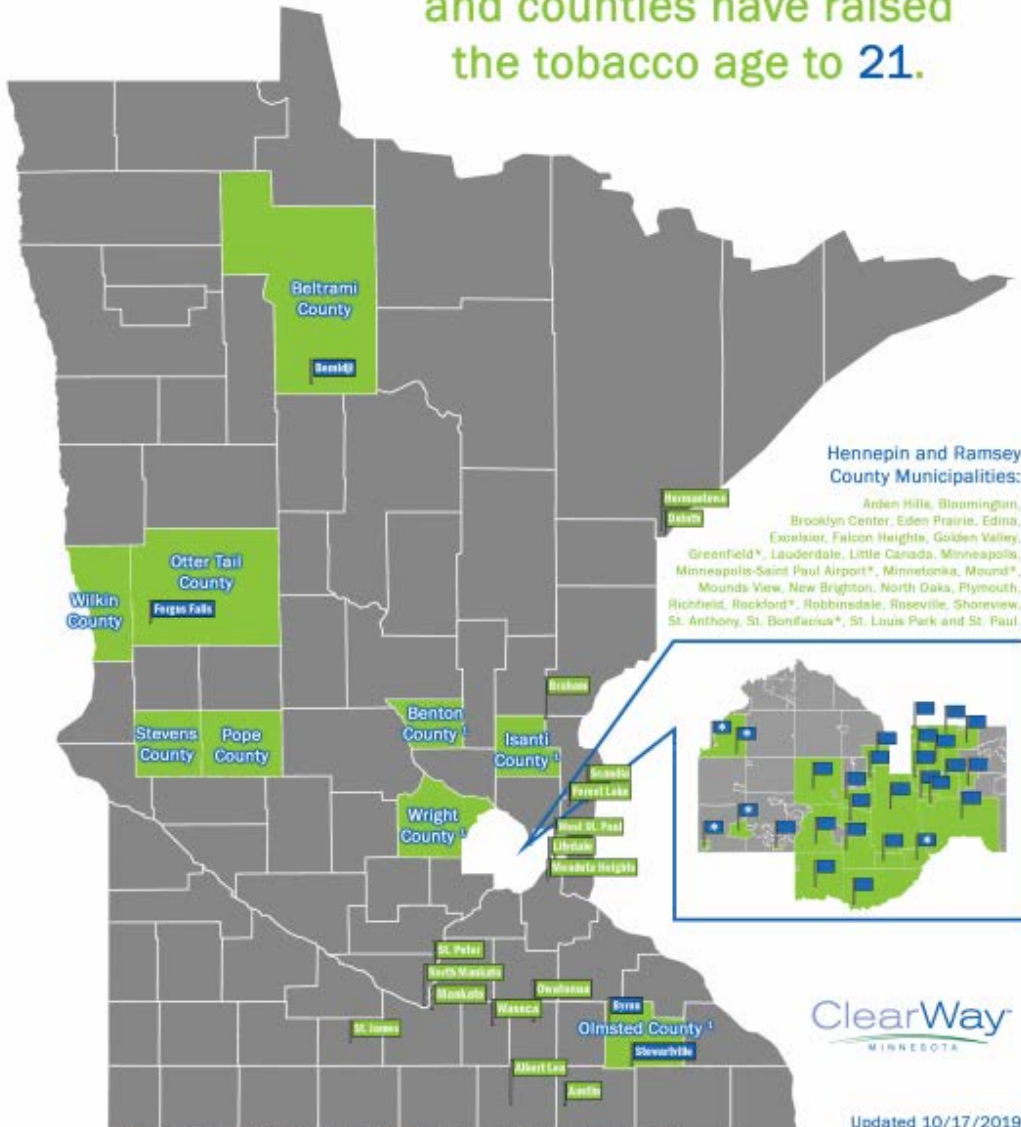 and counties have raised
the tobacco age to 21.
Beltrami
County
Bemidji
Hennepin and Ramsey
County Municipalities:
Arden Hills, Bloomington,
Brooklyn Center, Eden Prairie, Edina,
Excelsior, Falcon Heights, Golden Valley,
Greenfield*, Lauderdale, Little Canada, Minneapolis,
Minneapolis-Saint Paul Airport*, Minnetonka, Mound*,
Mounds View, New Brighton, North Oaks, Plymouth,
Richfield, Rockford*, Robbinsdale, Roseville, Shoreview,
St. Anthony, St. Bonifacius*, St. Louis Park and St. Paul.
Hermantown
Duluth
Otter Tail
County
Fergus Falls
Wilkin
County
Stevens
County
Pope
County
Benton
County ¹
Isanti
County ¹
Braham
Wright
County ¹
Scandia
Forest Lake
West St. Paul
Lilydale
Mendota Heights
St. Peter
North Mankato
Mankato
Waseca
Owatonna
St. James
Byron
Olmsted County ¹
Stewartville
Albert Lea
Austin
ClearWay
MINNESOTA
Updated 10/17/2019